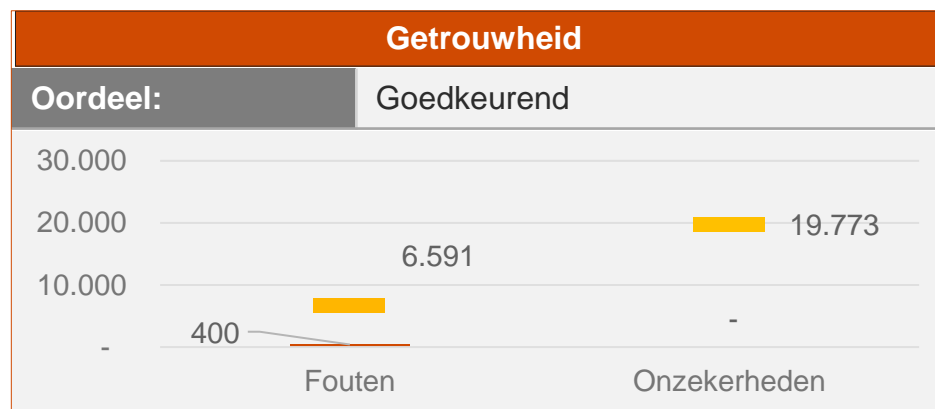 Getrouwheid
Oordeel: Goedkeurend
30.000
20.000
19.773
6.591
10.000
-
400
-
Fouten Onzekerheden